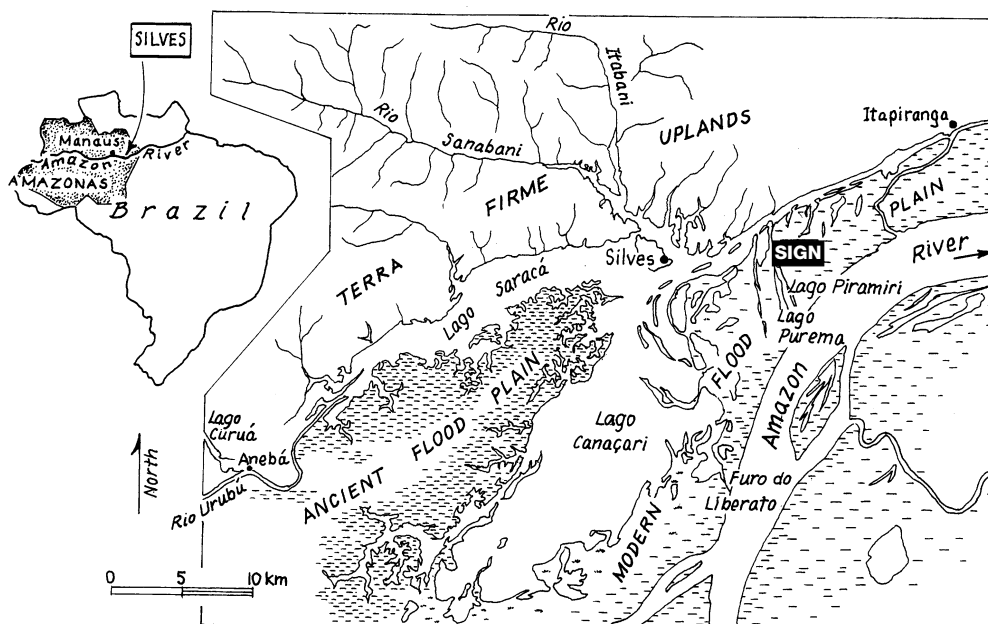 SILVES
Manaus
Amazon River
AMAZONAS
Brazil
Rio
Itabani
Rio
Sanabani
UPLANDS
Itapiranga
FIRME
PLAIN
Silves
SIGN
River
TERRA
Lago Saracá
Lago Piramiri
Lago
Purema
FLOOD
Amazon
Lago
Canaçari
ANCIENT FLOOD PLAIN
Lago
Curuá
Anebá
North
Rio Urubu
Furo do
Liberato
MODERN
0 5 10 km